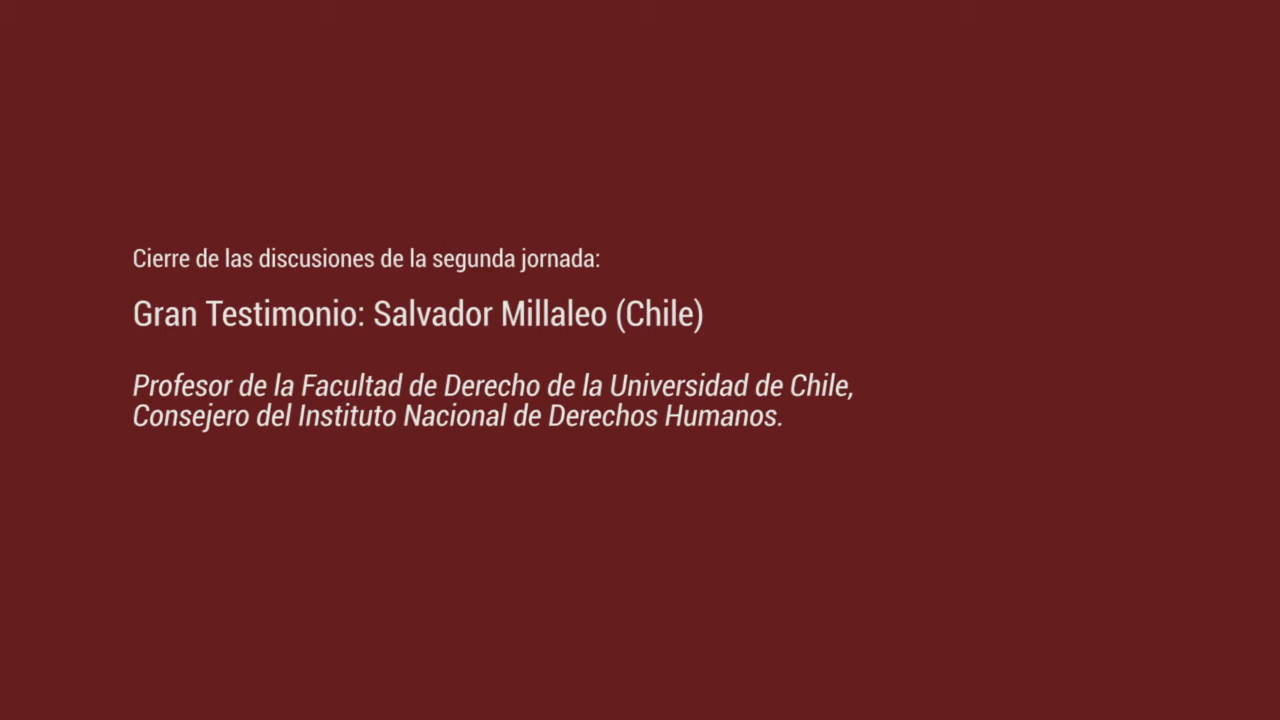 Cierre de las discusiones de la segunda jornada:
Gran Testimonio: Salvador Millaleo (Chile)
Profesor de la Facultad de Derecho de la Universidad de Chile,
Consejero del Instituto Nacional de Derechos Humanos.